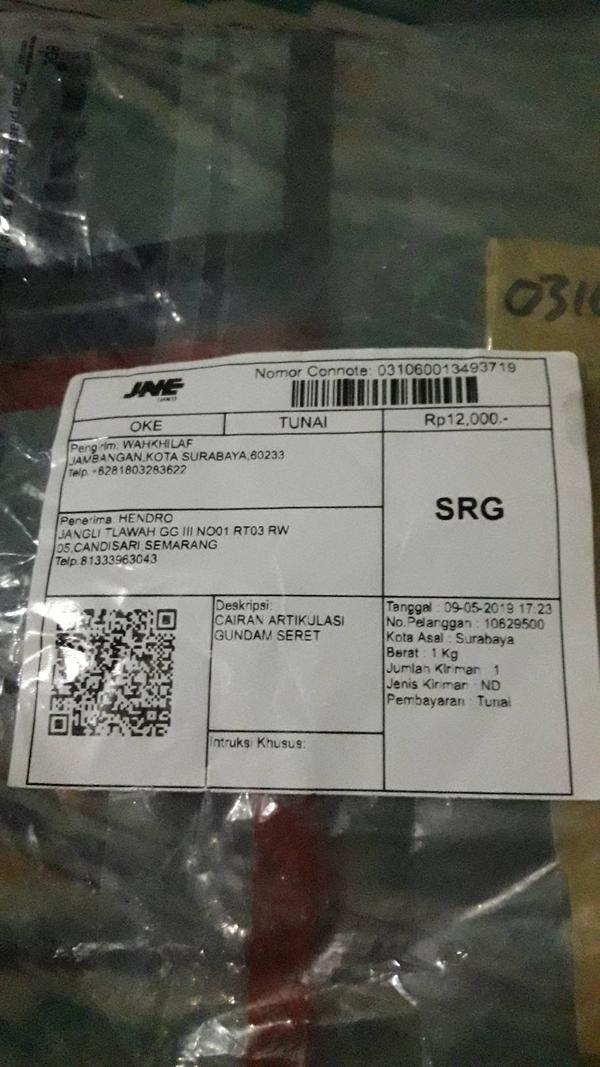 0310
Nomor Connote: 031060013493719
JNE
OKE
TUNAI
Rp12,000.-
Pengirim: WAHKHILAF
JAMBANGAN,KOTA SURABAYA,60233
Telp. +6281803283622
SRG
Penerima: HENDRO
JANGLI TLAWAH GG III NO01 RT03 RW
05,CANDISARI,SEMARANG
Telp.81333963043
Deskripsi:
CAIRAN ARTIKULASI
GUNDAM SERET
Intruksi Khusus:
Tanggal : 09-05-2019 17:23
No.Pelanggan : 10629500
Kota Asal : Surabaya
Berat : 1 Kg
Jumlah Kiriman : 1
Jenis Kiriman : ND
Pembayaran : Tunai